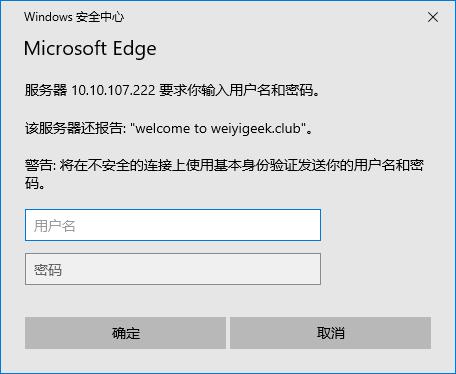 Windows 安全中心
Microsoft Edge
服务器 10.10.107.222 要求你输入用户名和密码。
该服务器还报告: "welcome to weiyigeek.club"。
警告: 将在不安全的连接上使用基本身份验证发送你的用户名和密
码。
用户名
密码
确定 取消